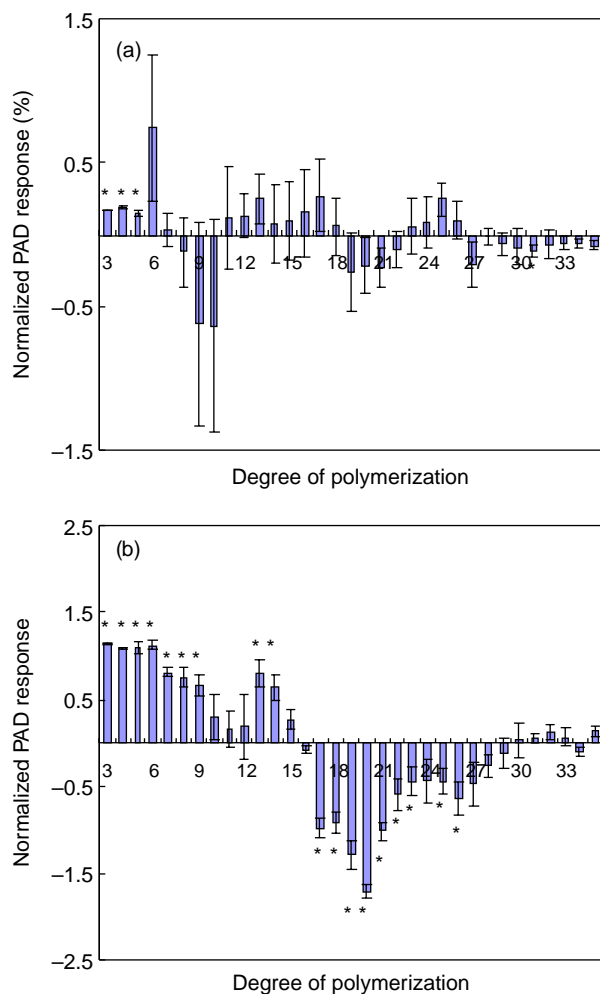 1.5
(a)
Normalized PAD response (%)
0.5
* * *
3 6 9 12 15 18 21 24 27 30 33
*
–0.5
–1.5
Degree of polymerization
2.5
(b)
Normalized PAD response
1.5
* * * *
* * *
* *
0.5
3 6 9 12 15 18 21 24 27 30 33
–0.5
* * * * * * * * *
–1.5
–2.5
Degree of polymerization